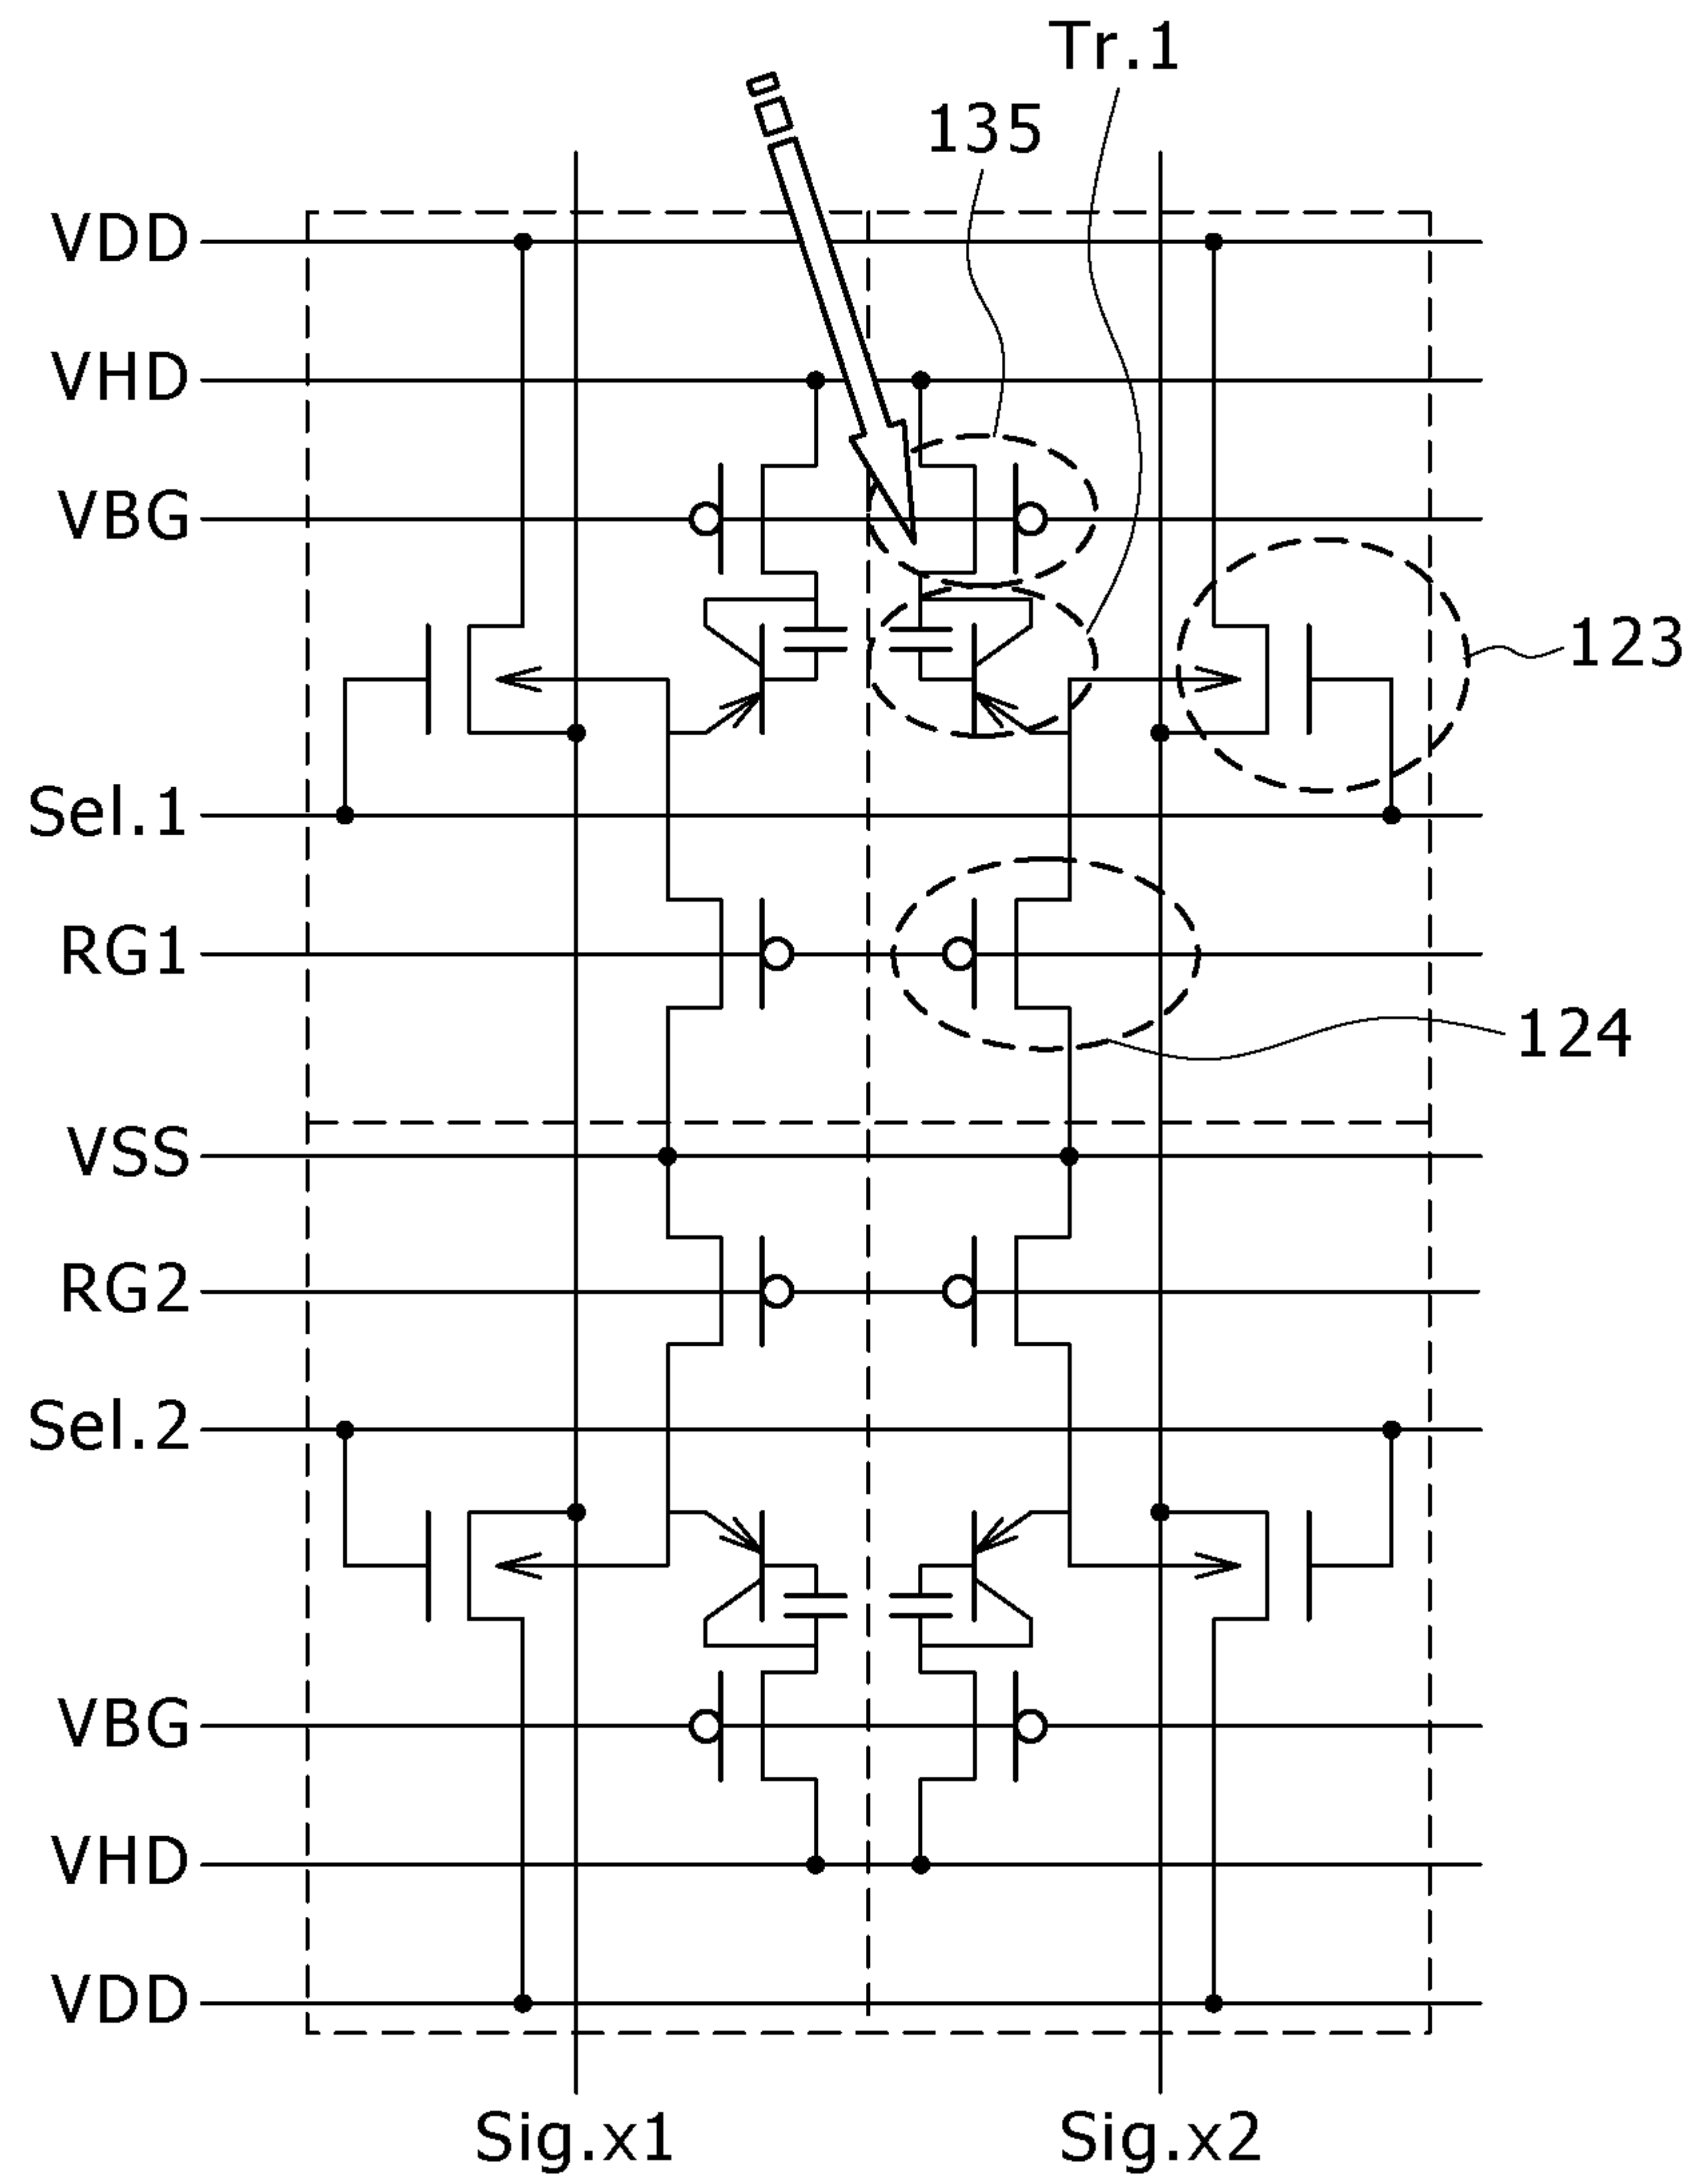 Tr.1
135
VDD
VHD
VBG
123
Sel.1
RG1
124
VSS
RG2
Sel.2
VBG
VHD
VDD
Sig.x1
Sig.x2